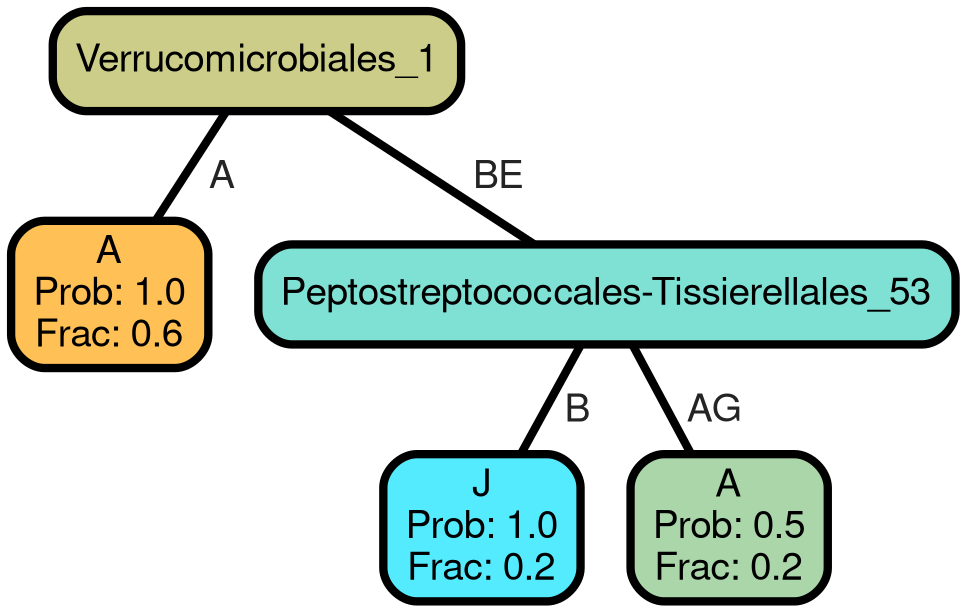 Verrucomicrobiales_1
A
BE
A
Prob: 1.0
Frac: 0.6
Peptostreptococcales-Tissierellales_53
B
AG
J
Prob: 1.0
Frac: 0.2
A
Prob: 0.5
Frac: 0.2